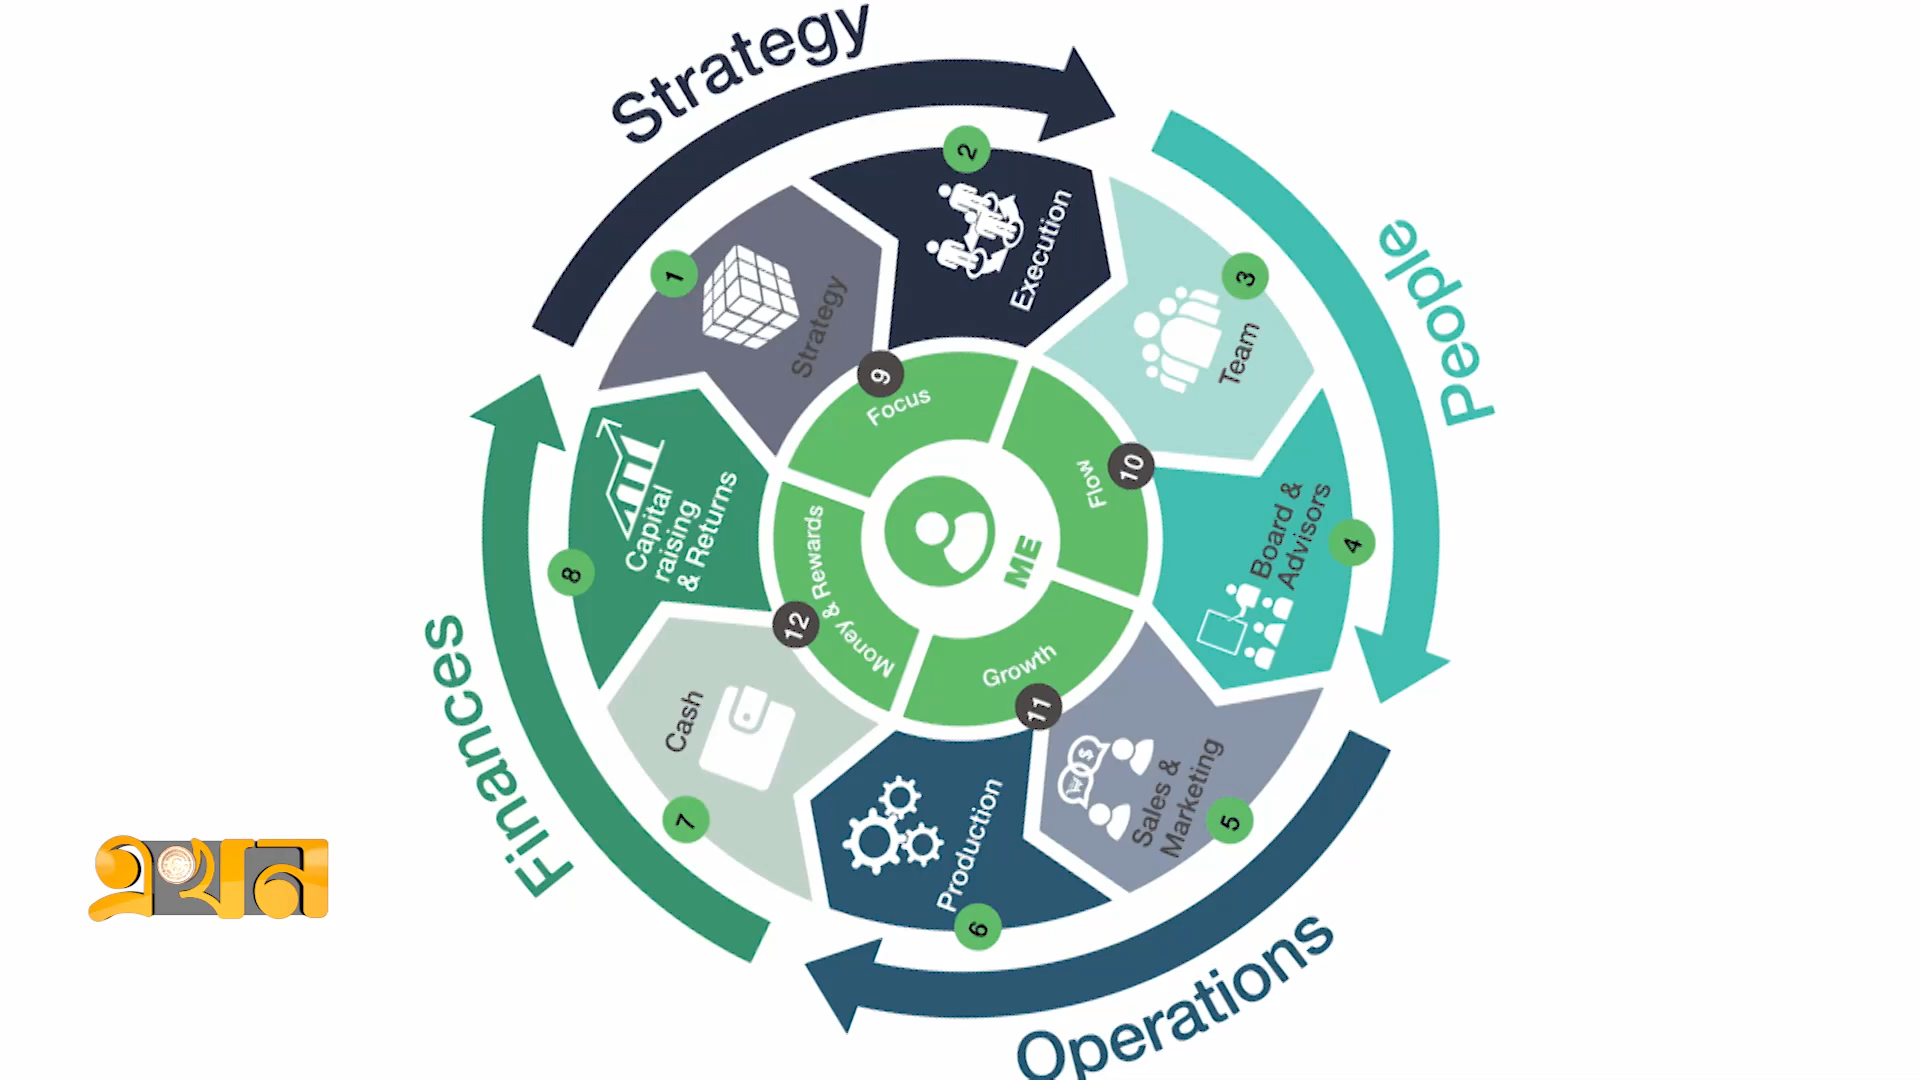 Strategy
1
Strategy
2
Execution
People
3
Team
4
Board &
Advisors
Operations
5
Sales &
Marketing
6
Production
Finances
7
Cash
8
Capital
raising
& Returns
9
Focus
10
Flow
11
Growth
12
Money & Rewards
ME
এখন